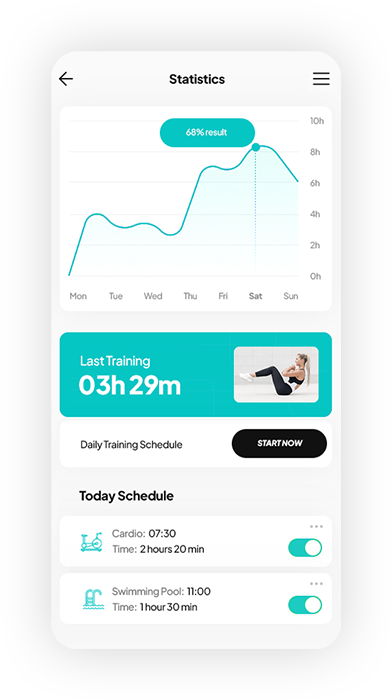 Statistics
68% result
10h
8h
6h
4h
2h
0h
Mon Tue Wed Thu Fri Sat Sun
Last Training
03h 29m
Daily Training Schedule
START NOW
Today Schedule
Cardio: 07:30
Time: 2 hours 20 min
Swimming Pool: 11:00
Time: 1 hour 30 min